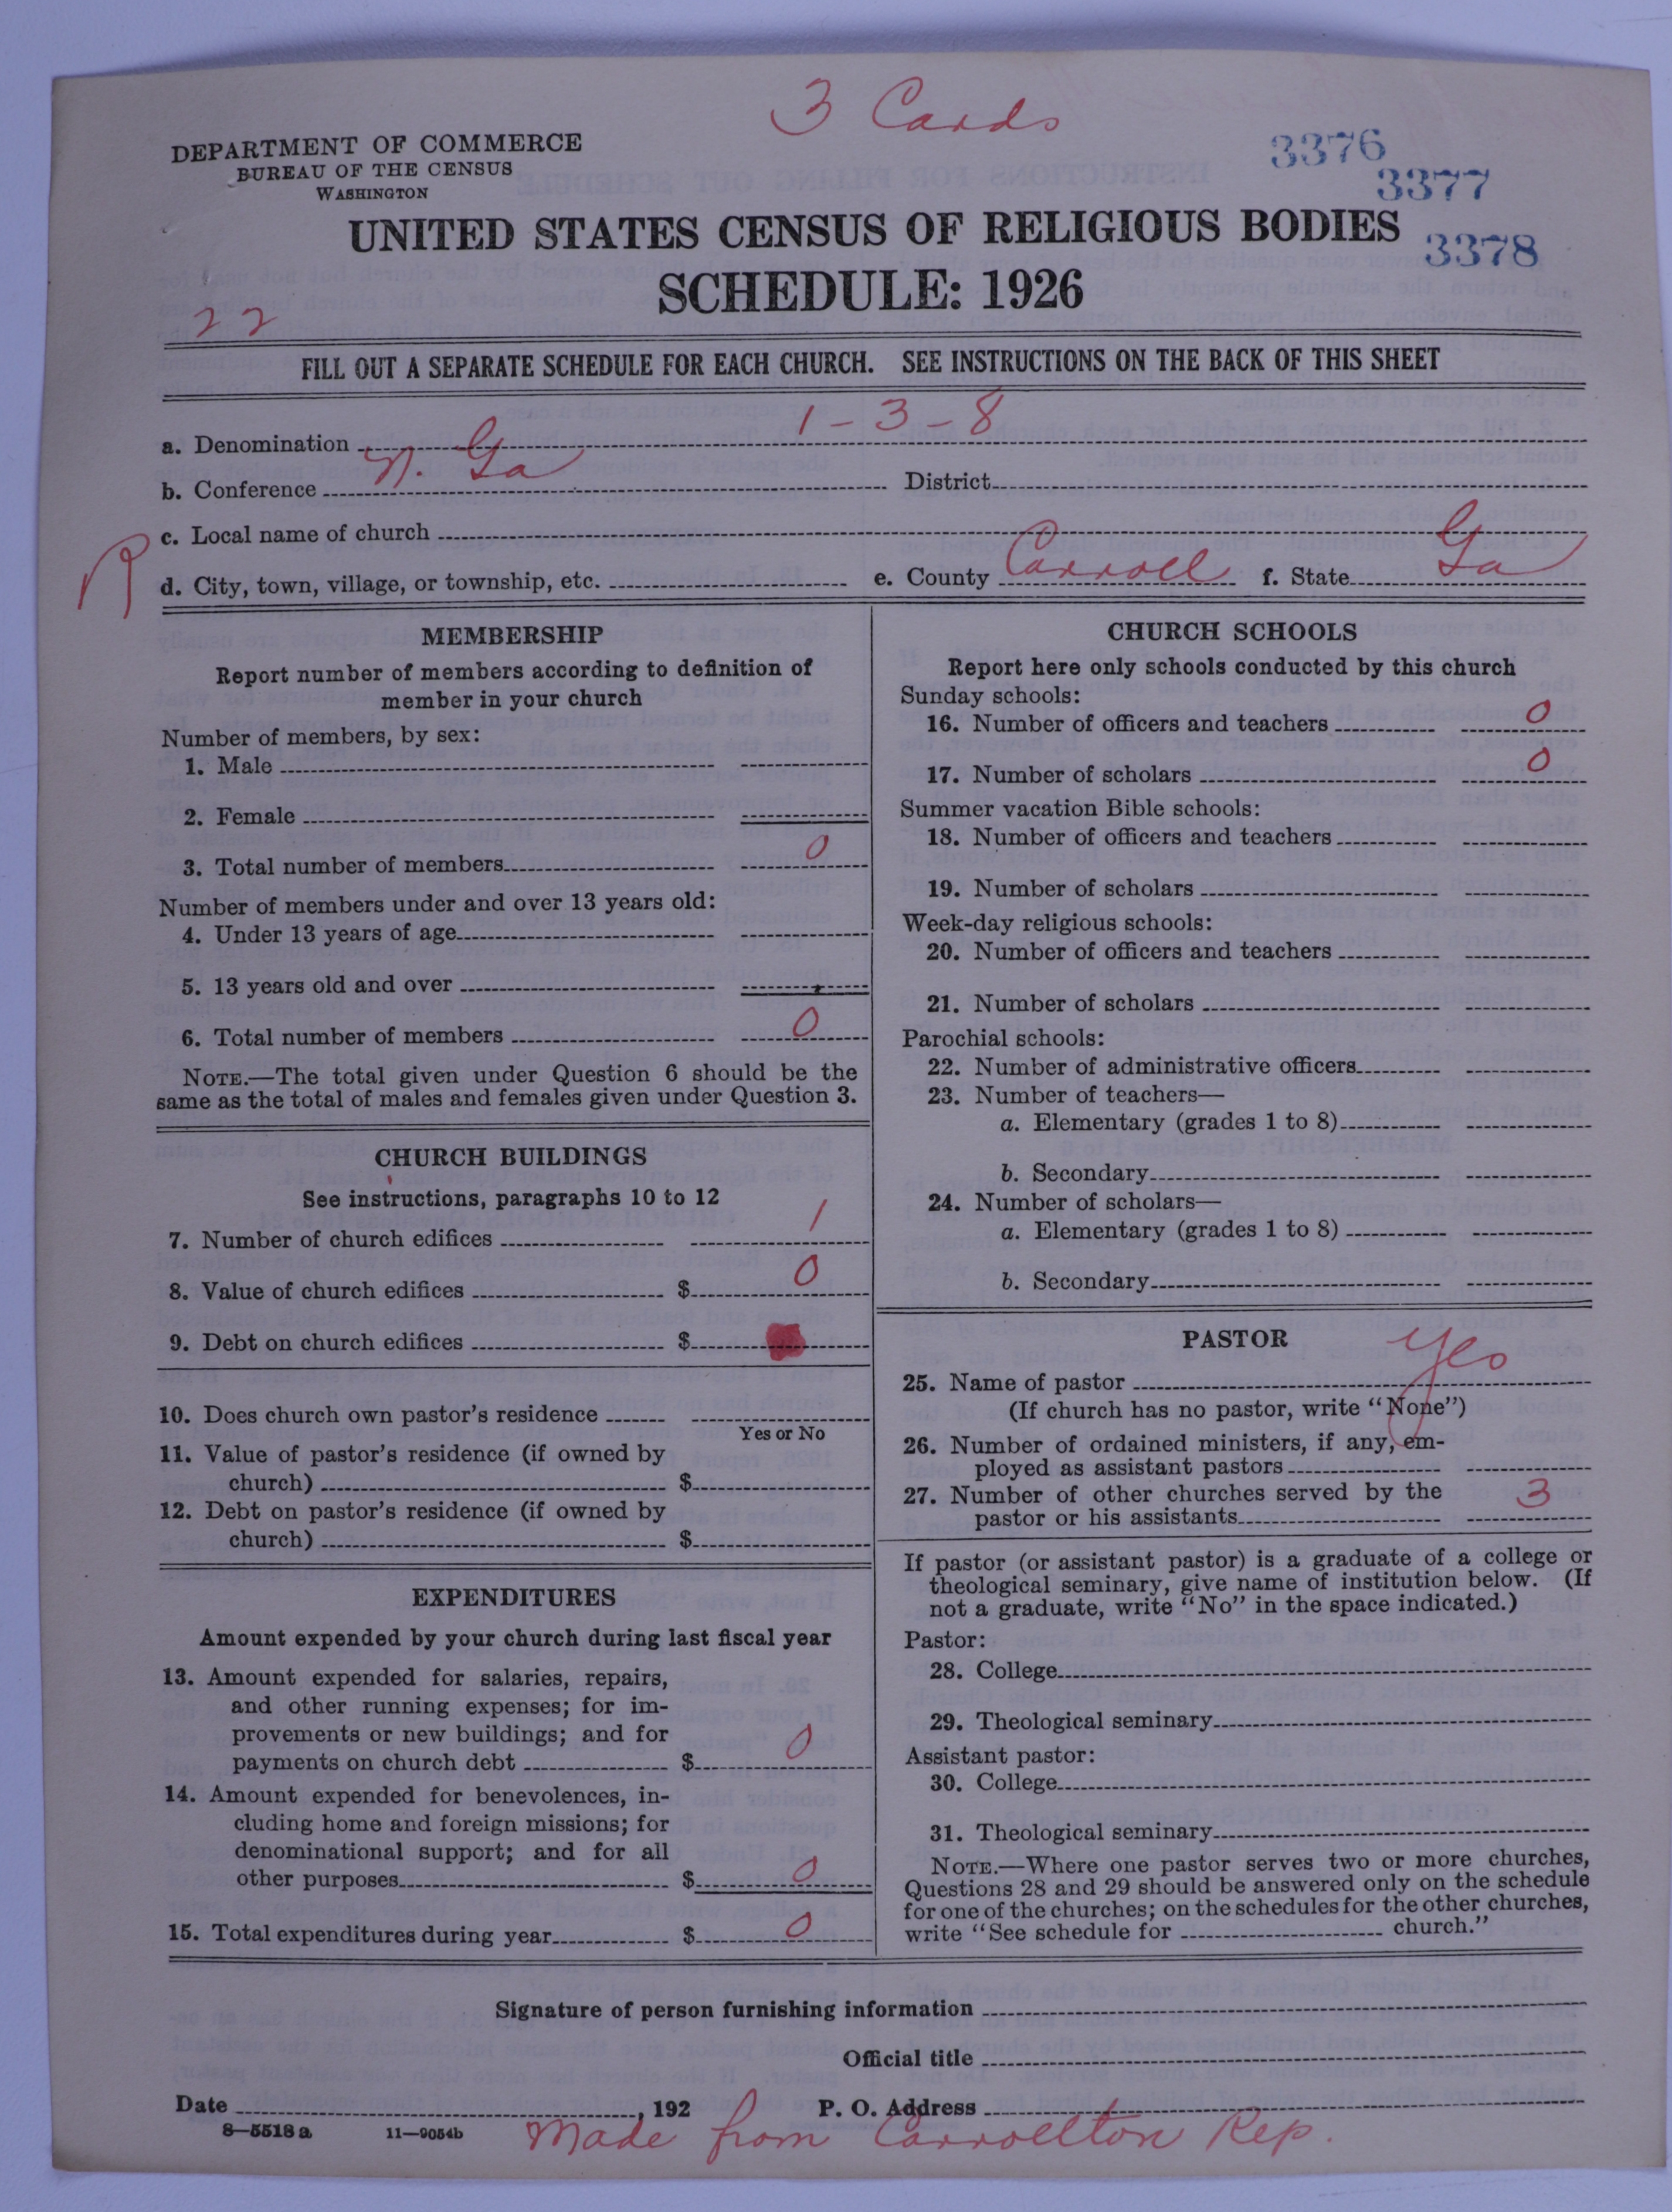 3 Cards
DEPARTMENT OF COMMERCE
BUREAU OF THE CENSUS
WASHINGTON
3376
3377
3378
UNITED STATES CENSUS OF RELIGIOUS BODIES
SCHEDULE: 1926
22
FILL OUT A SEPARATE SCHEDULE FOR EACH CHURCH. SEE INSTRUCTIONS ON THE BACK OF THIS SHEET
a. Denomination 1-3-8
b. Conference N. Ga District
c. Local name of church
R
d. City, town, village, or township, etc. e. County Carroll f. State Ga
MEMBERSHIP
Report number of members according to definition of
member in your church
Number of members, by sex:
1. Male
2. Female
3. Total number of members 0
Number of members under and over 13 years old:
4. Under 13 years of age
5. 13 years old and over
6. Total number of members 0
NOTE.—The total given under Question 6 should be the
same as the total of males and females given under Question 3.
CHURCH BUILDINGS
See instructions, paragraphs 10 to 12
7. Number of church edifices 1
8. Value of church edifices $ 0
9. Debt on church edifices $
10. Does church own pastor's residence
Yes or No
11. Value of pastor's residence (if owned by
church) $
12. Debt on pastor's residence (if owned by
church) $
EXPENDITURES
Amount expended by your church during last fiscal year
13. Amount expended for salaries, repairs,
and other running expenses; for im-
provements or new buildings; and for
payments on church debt $ 0
14. Amount expended for benevolences, in-
cluding home and foreign missions; for
denominational support; and for all
other purposes $ 0
15. Total expenditures during year $ 0
CHURCH SCHOOLS
Report here only schools conducted by this church
Sunday schools:
16. Number of officers and teachers 0
17. Number of scholars 0
Summer vacation Bible schools:
18. Number of officers and teachers
19. Number of scholars
Week-day religious schools:
20. Number of officers and teachers
21. Number of scholars
Parochial schools:
22. Number of administrative officers
23. Number of teachers—
a. Elementary (grades 1 to 8)
b. Secondary
24. Number of scholars—
a. Elementary (grades 1 to 8)
b. Secondary
PASTOR
25. Name of pastor Yes
(If church has no pastor, write "None")
26. Number of ordained ministers, if any, em-
ployed as assistant pastors
27. Number of other churches served by the
pastor or his assistants 3
If pastor (or assistant pastor) is a graduate of a college or
theological seminary, give name of institution below. (If
not a graduate, write "No" in the space indicated.)
Pastor:
28. College
29. Theological seminary
Assistant pastor:
30. College
31. Theological seminary
NOTE.—Where one pastor serves two or more churches,
Questions 28 and 29 should be answered only on the schedule
for one of the churches; on the schedules for the other churches,
write "See schedule for church."
Signature of person furnishing information
Official title
Date , 192 P. O. Address
8—5518 a 11—9054b
Made from Carrollton Rep.